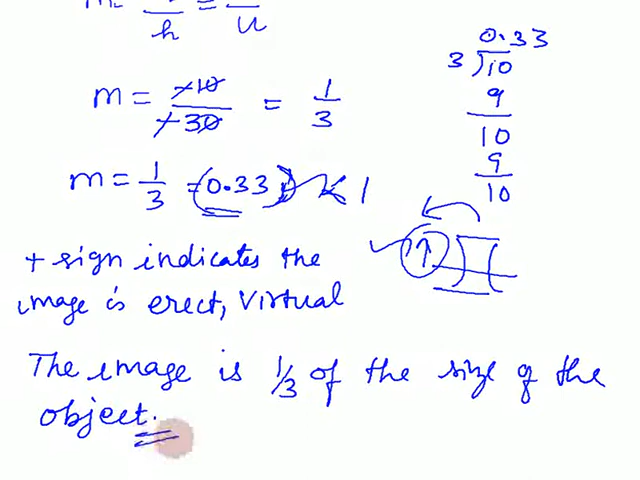 h = u
m = -10 / -30 = 1/3
m = 1/3 = (0.33) < 1
+ sign indicates the
image is erect, Virtual
The image is 1/3 of the size of the
object.
0.33
3 ) 10
9
10
9
10